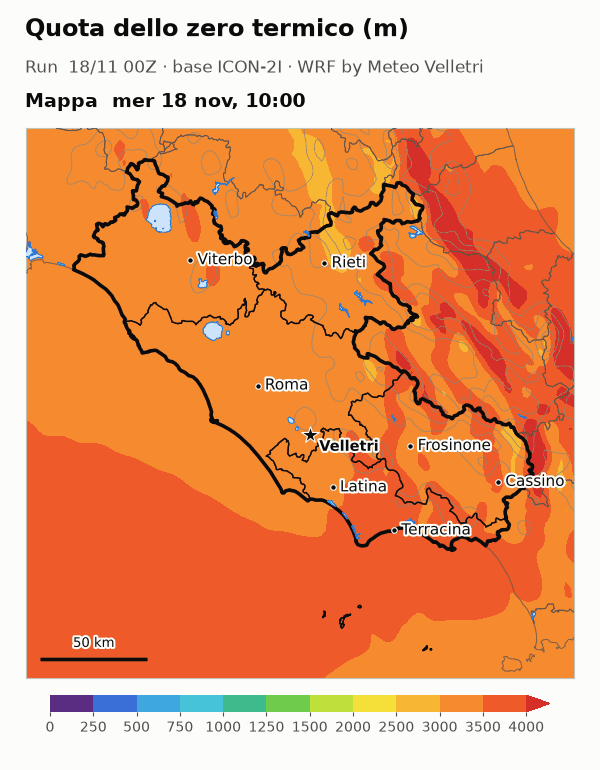 Quota dello zero termico (m)
Run  18/11 00Z · base ICON-2I · WRF by Meteo Velletri
Mappa  mer 18 nov, 10:00
Viterbo
Rieti
Roma
Velletri
Frosinone
Cassino
Latina
Terracina
50 km
0 250 500 750 1000 1250 1500 2000 2500 3000 3500 4000